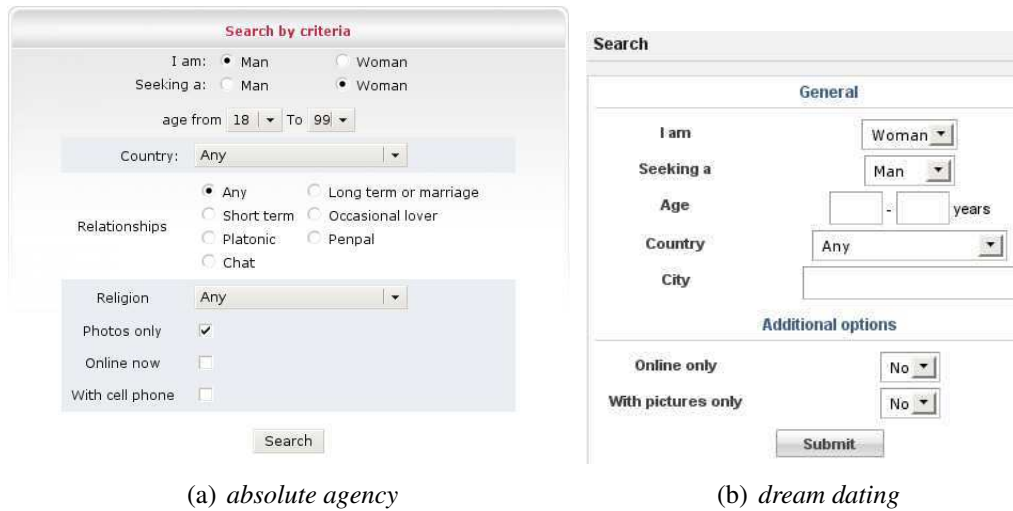 Search by criteria
I am: Man Woman
Seeking a: Man Woman
age from 18 To 99
Country: Any
Relationships
Any Long term or marriage
Short term Occasional lover
Platonic Penpal
Chat
Religion Any
Photos only
Online now
With cell phone
Search
(a) absolute agency
Search
General
I am Woman
Seeking a Man
Age - years
Country Any
City
Additional options
Online only No
With pictures only No
Submit
(b) dream dating